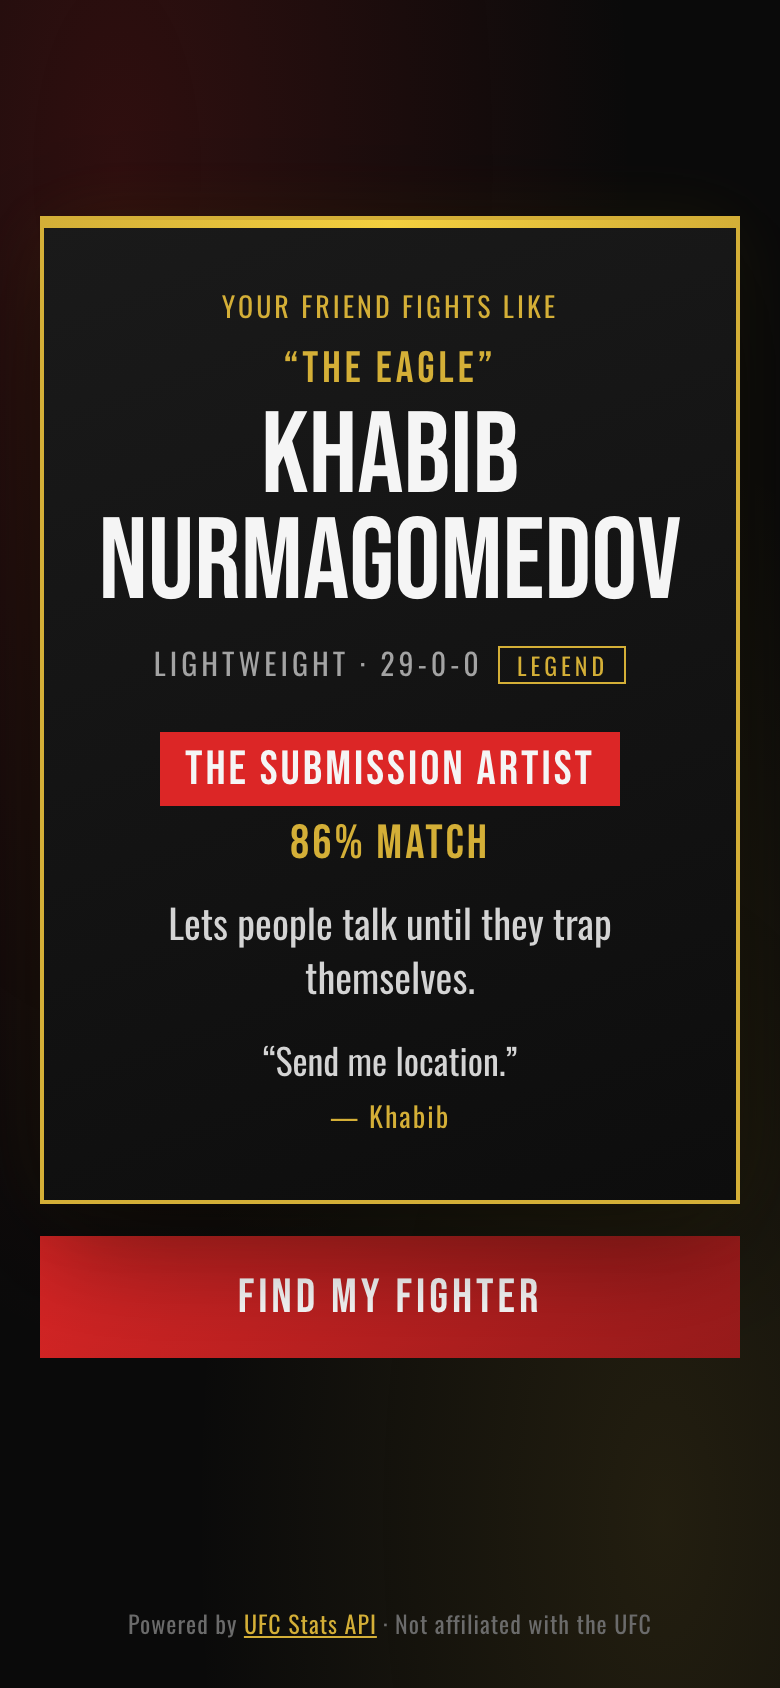 YOUR FRIEND FIGHTS LIKE
“THE EAGLE”
KHABIB
NURMAGOMEDOV
LIGHTWEIGHT · 29-0-0 LEGEND
THE SUBMISSION ARTIST
86% MATCH
Lets people talk until they trap
themselves.
“Send me location.”
— Khabib
FIND MY FIGHTER
Powered by UFC Stats API · Not affiliated with the UFC